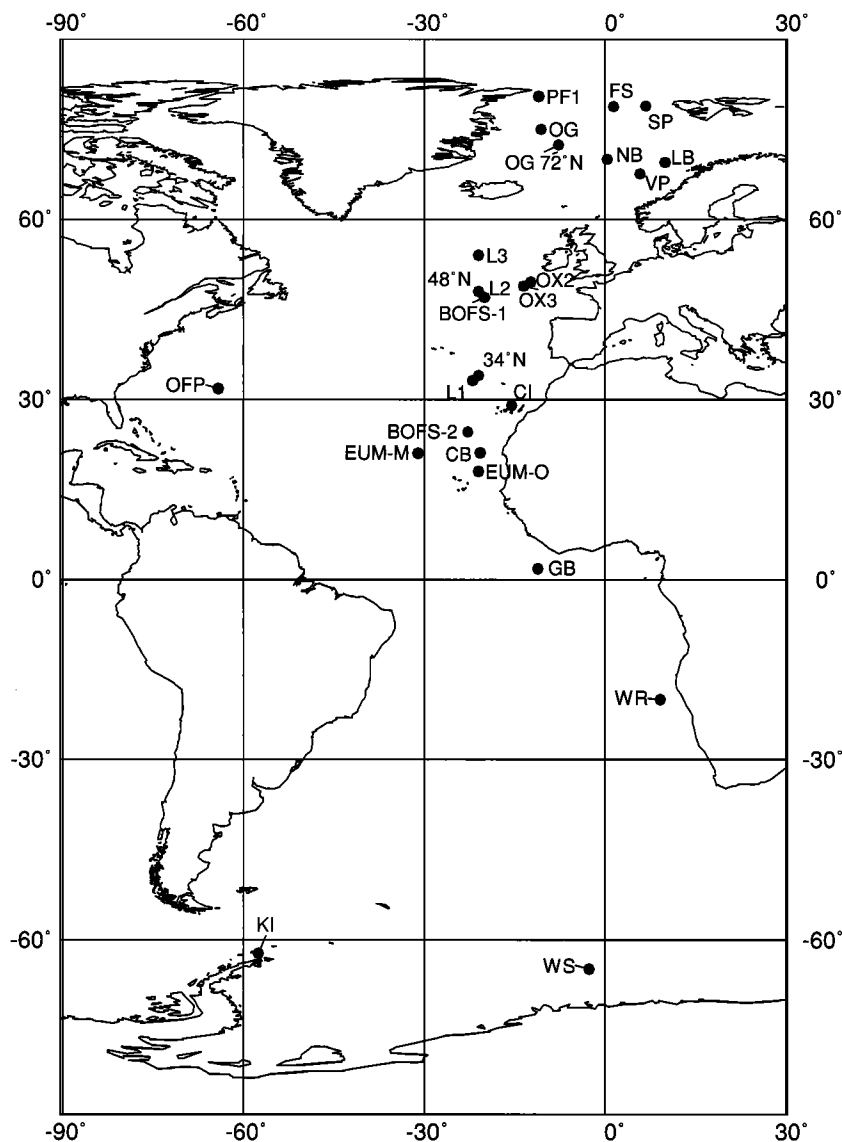 -90° -60° -30° 0° 30°
PF1
FS
SP
OG
OG 72°N
NB
LB
VP
60° 60°
L3
48°N
L2
OX2
OX3
BOFS-1
34°N
OFP
L1
CI
30° 30°
BOFS-2
EUM-M
CB
EUM-O
GB
0° 0°
WR
-30° -30°
KI
-60° -60°
WS
-90° -60° -30° 0° 30°